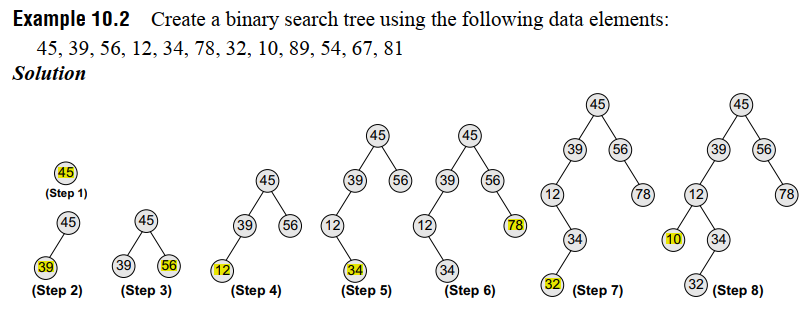 Example 10.2 Create a binary search tree using the following data elements:
45, 39, 56, 12, 34, 78, 32, 10, 89, 54, 67, 81
Solution
45
(Step 1)
45
39
(Step 2)
45
39 56
(Step 3)
45
39 56
12
(Step 4)
45
39 56
12
34
(Step 5)
45
39 56
12 78
34
(Step 6)
45
39 56
12 78
34
32
(Step 7)
45
39 56
12 78
10 34
32
(Step 8)